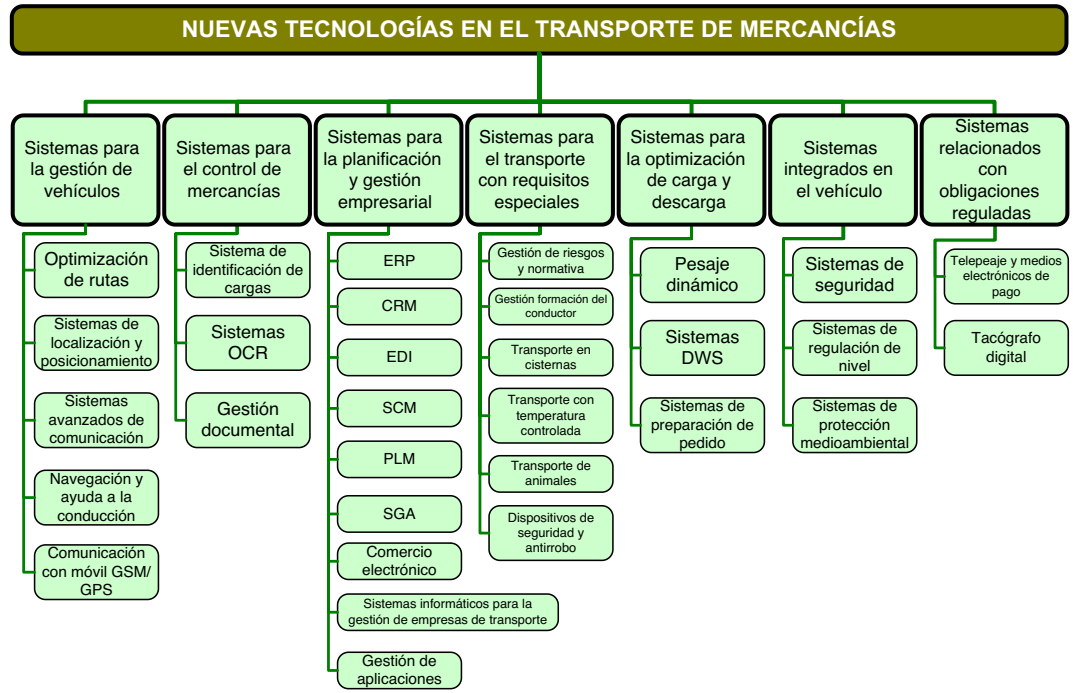 NUEVAS TECNOLOGÍAS EN EL TRANSPORTE DE MERCANCÍAS
Sistemas para
la gestión de
vehículos
Optimización
de rutas
Sistemas de
localización y
posicionamiento
Sistemas
avanzados de
comunicación
Navegación y
ayuda a la
conducción
Comunicación
con móvil GSM/
GPS
Sistemas para
el control de
mercancías
Sistema de
identificación de
cargas
Sistemas
OCR
Gestión
documental
Sistemas para
la planificación
y gestión
empresarial
ERP
CRM
EDI
SCM
PLM
SGA
Comercio
electrónico
Sistemas informáticos para la
gestión de empresas de transporte
Gestión de
aplicaciones
Sistemas para
el transporte
con requisitos
especiales
Gestión de riesgos
y normativa
Gestión formación del
conductor
Transporte en
cisternas
Transporte con
temperatura
controlada
Transporte de
animales
Dispositivos de
seguridad y
antirrobo
Sistemas para
la optimización
de carga y
descarga
Pesaje
dinámico
Sistemas
DWS
Sistemas de
preparación de
pedido
Sistemas
integrados en
el vehículo
Sistemas de
seguridad
Sistemas de
regulación de
nivel
Sistemas de
protección
medioambiental
Sistemas
relacionados
con
obligaciones
reguladas
Telepeaje y medios
electrónicos de
pago
Tacógrafo
digital